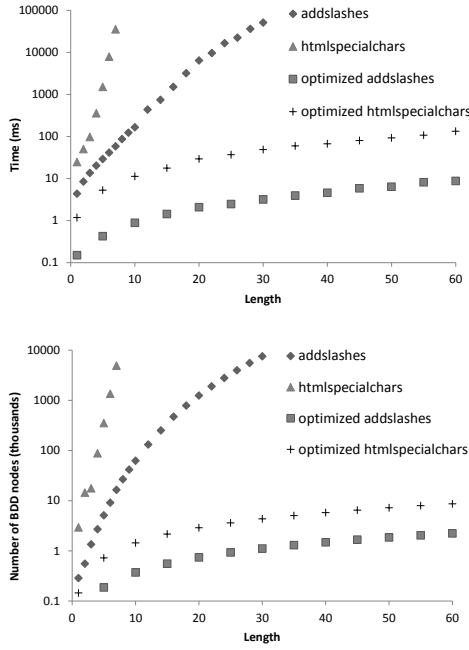 100000
10000
1000
100
10
1
0.1
Time (ms)
0 10 20 30 40 50 60
Length
addslashes
htmlspecialchars
optimized addslashes
optimized htmlspecialchars
10000
1000
100
10
1
0.1
Number of BDD nodes (thousands)
0 10 20 30 40 50 60
Length
addslashes
htmlspecialchars
optimized addslashes
optimized htmlspecialchars